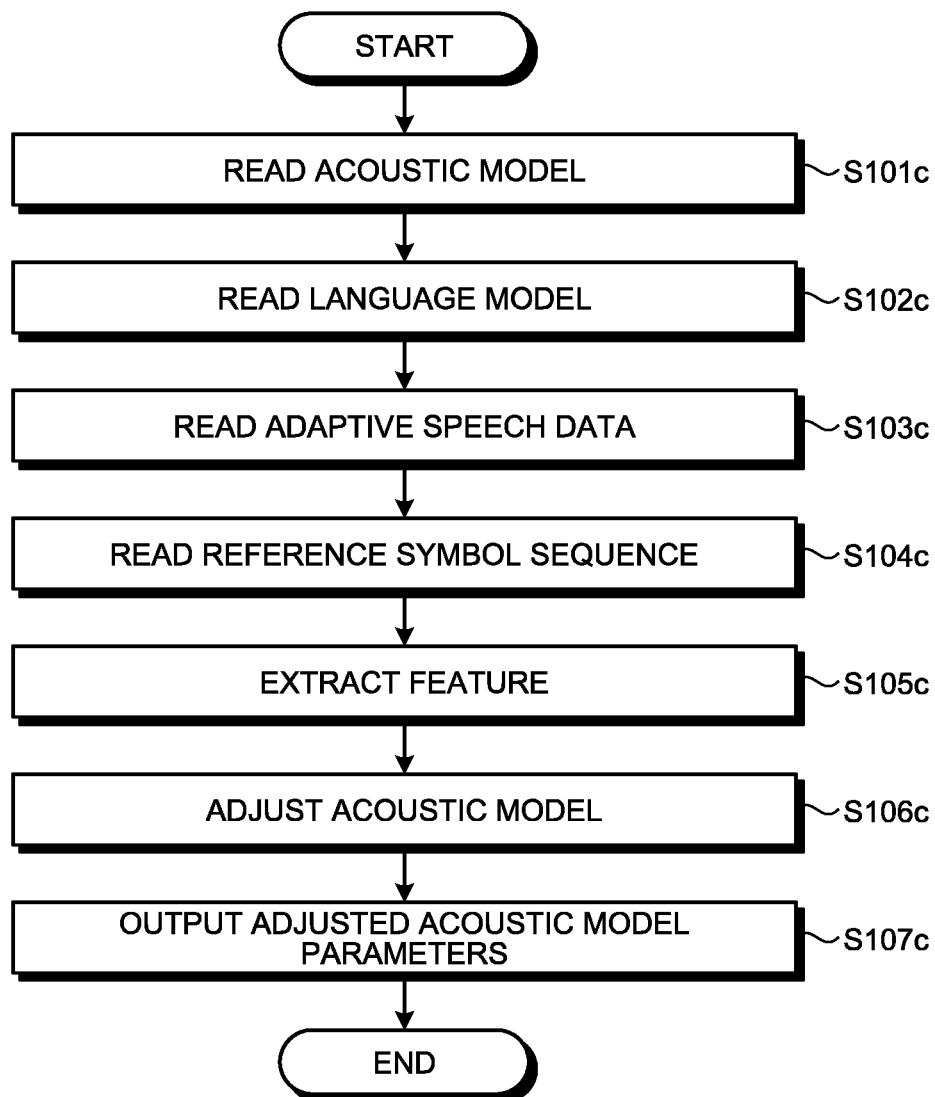 START
READ ACOUSTIC MODEL
S101c
READ LANGUAGE MODEL
S102c
READ ADAPTIVE SPEECH DATA
S103c
READ REFERENCE SYMBOL SEQUENCE
S104c
EXTRACT FEATURE
S105c
ADJUST ACOUSTIC MODEL
S106c
OUTPUT ADJUSTED ACOUSTIC MODEL
PARAMETERS
S107c
END